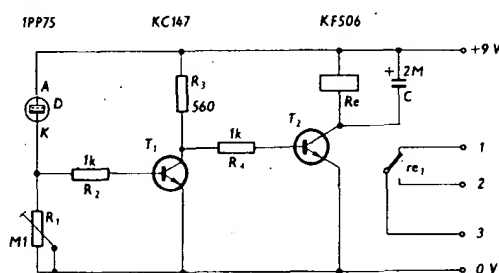 1PP75 KC147 KF506
+9 V
A
D
K
R3
560
Re
+ 2M
C
T1
T2
1k
R2
1k
R4
R1
M1
re1
1
2
3
0 V